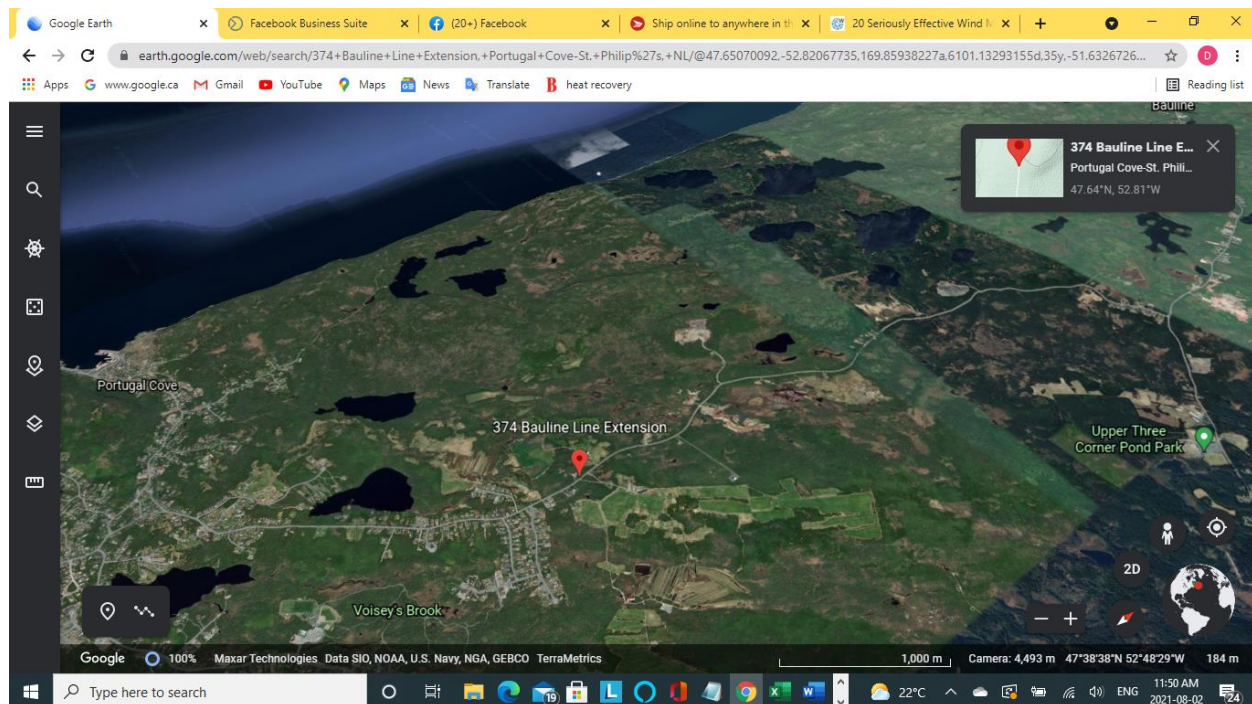 Google Earth
Facebook Business Suite
(20+) Facebook
Ship online to anywhere in th
20 Seriously Effective Wind M
earth.google.com/web/search/374+Bauline+Line+Extension,+Portugal+Cove-St.+Philip%27s,+NL/@47.65070092,-52.82067735,169.85938227a,6101.13293155d,35y,-51.6326726...
D
Apps
G www.google.ca
Gmail
YouTube
Maps
News
Translate
B heat recovery
Reading list
Bauline
374 Bauline Line E...
Portugal Cove-St. Phili...
47.64°N, 52.81°W
Portugal Cove
374 Bauline Line Extension
Upper Three
Corner Pond Park
2D
Voisey's Brook
Google
100%
Maxar Technologies Data SIO, NOAA, U.S. Navy, NGA, GEBCO TerraMetrics
1,000 m
Camera: 4,493 m 47°38'38"N 52°48'29"W 184 m
Type here to search
19
22°C
ENG
11:50 AM
2021-08-02
24